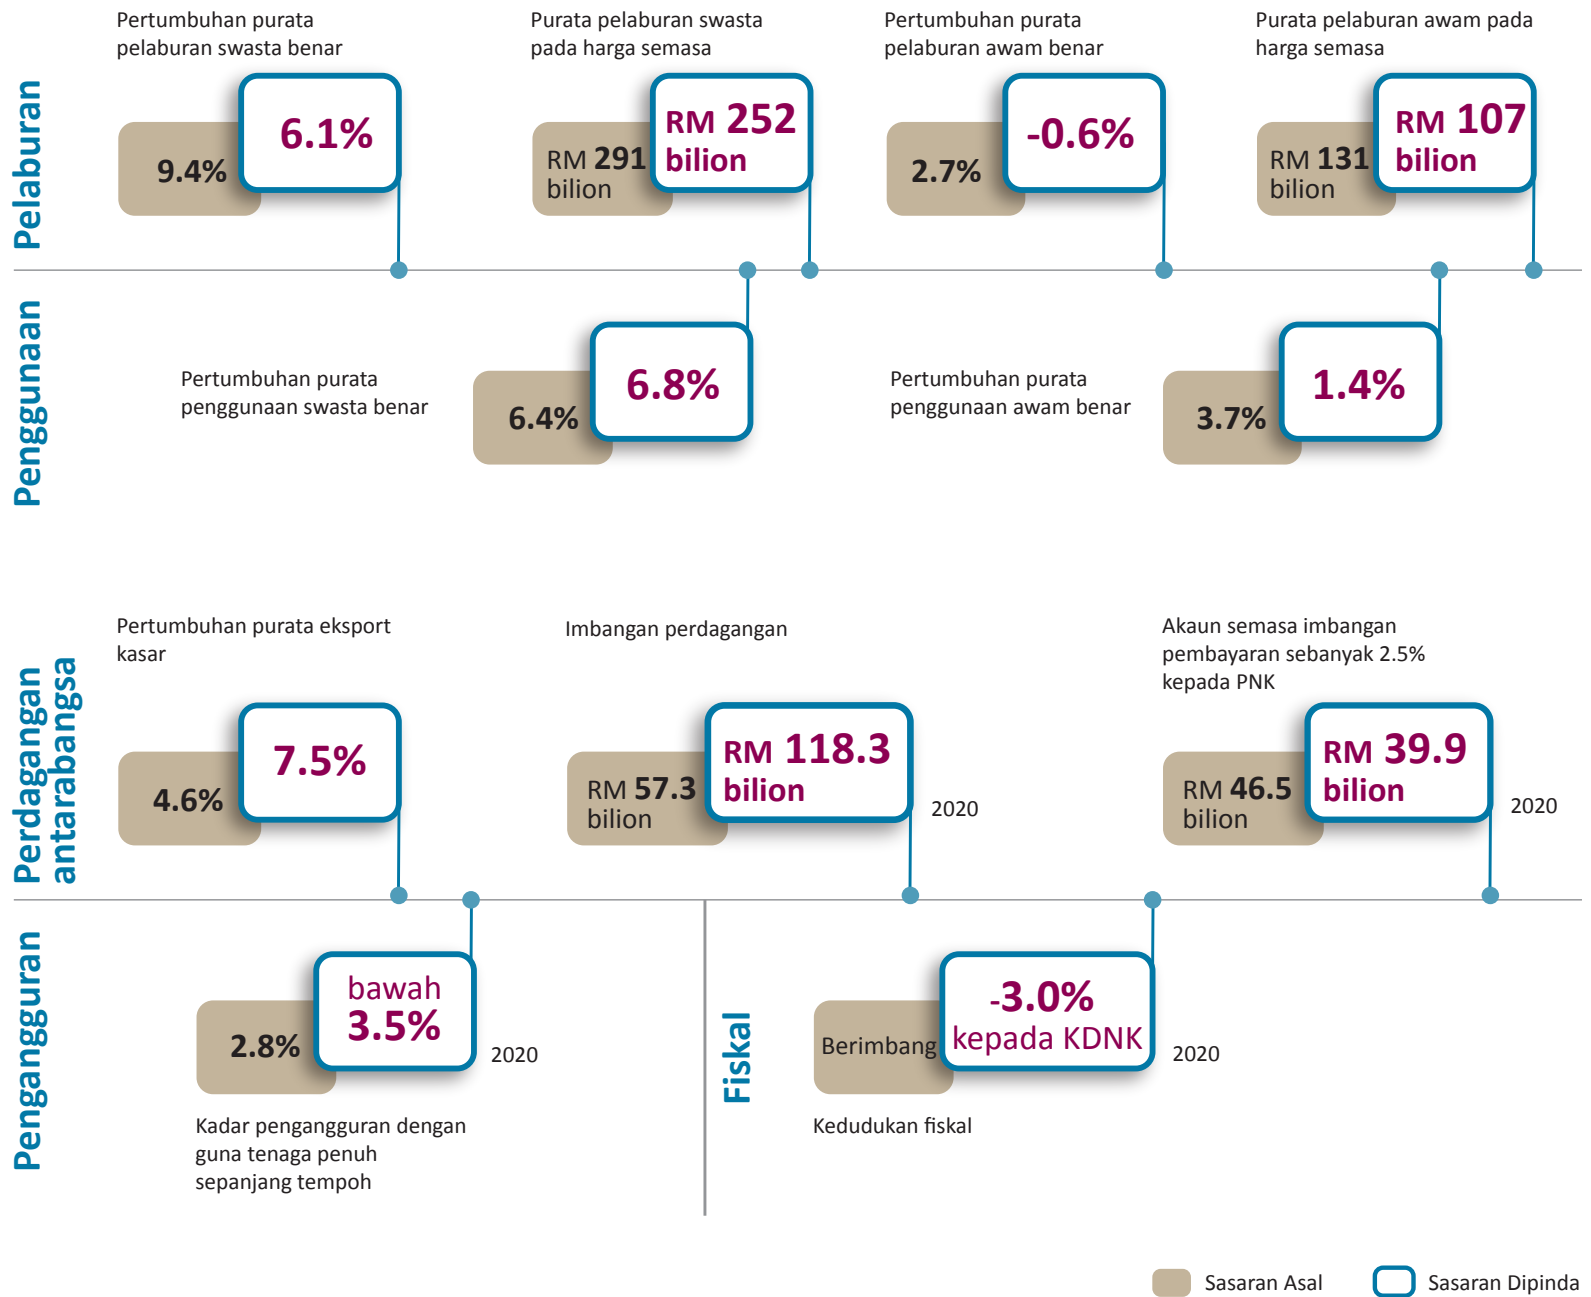 Pelaburan
Pertumbuhan purata
pelaburan swasta benar
9.4%
6.1%
Purata pelaburan swasta
pada harga semasa
RM 291
bilion
RM 252
bilion
Pertumbuhan purata
pelaburan awam benar
2.7%
-0.6%
Purata pelaburan awam pada
harga semasa
RM 131
bilion
RM 107
bilion
Penggunaan
Pertumbuhan purata
penggunaan swasta benar
6.4%
6.8%
Pertumbuhan purata
penggunaan awam benar
3.7%
1.4%
Perdagangan
antarabangsa
Pertumbuhan purata eksport
kasar
4.6%
7.5%
Imbangan perdagangan
RM 57.3
bilion
RM 118.3
bilion
2020
Akaun semasa imbangan
pembayaran sebanyak 2.5%
kepada PNK
RM 46.5
bilion
RM 39.9
bilion
2020
Pengangguran
2.8%
bawah
3.5%
2020
Kadar pengangguran dengan
guna tenaga penuh
sepanjang tempoh
Fiskal
Berimbang
-3.0%
kepada KDNK
2020
Kedudukan fiskal
Sasaran Asal
Sasaran Dipinda